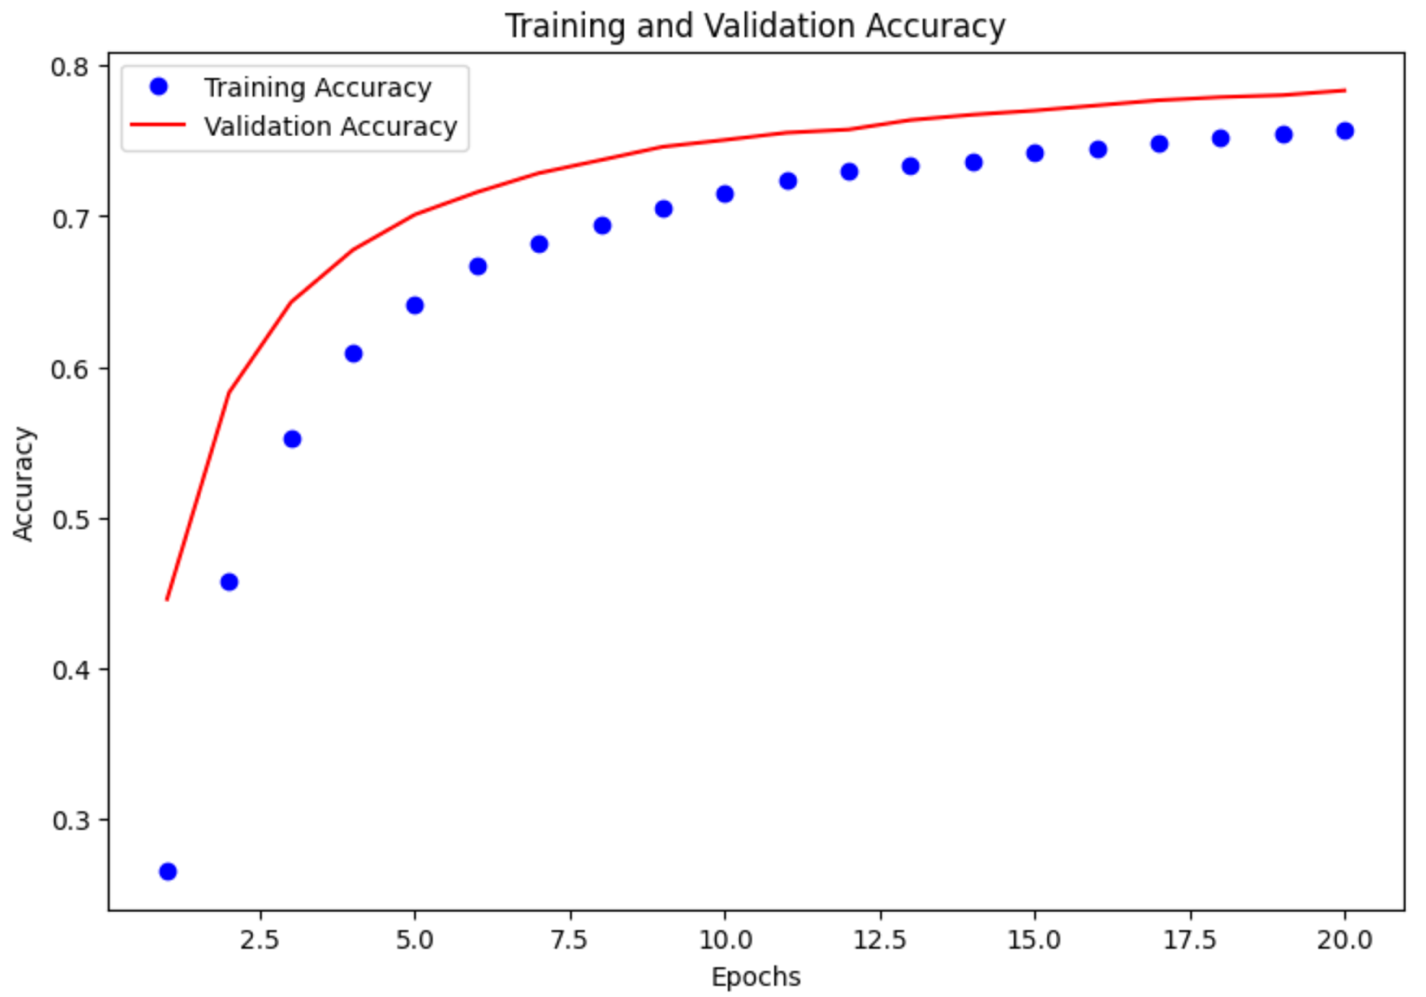 Training and Validation Accuracy
Training Accuracy
Validation Accuracy
0.8
0.7
0.6
0.5
0.4
0.3
Accuracy
2.5 5.0 7.5 10.0 12.5 15.0 17.5 20.0
Epochs